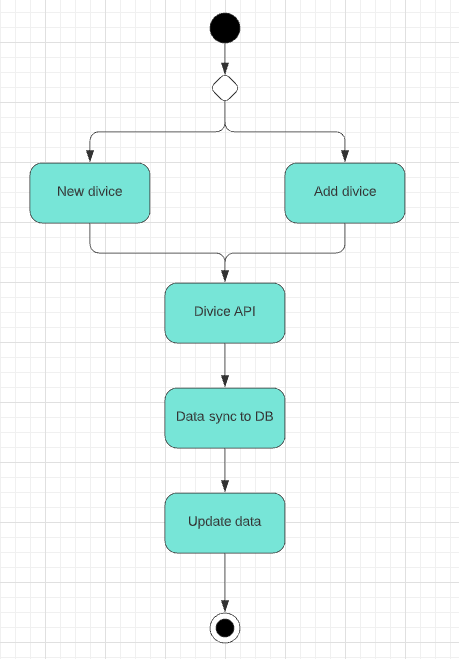 New divice
Add divice
Divice API
Data sync to DB
Update data